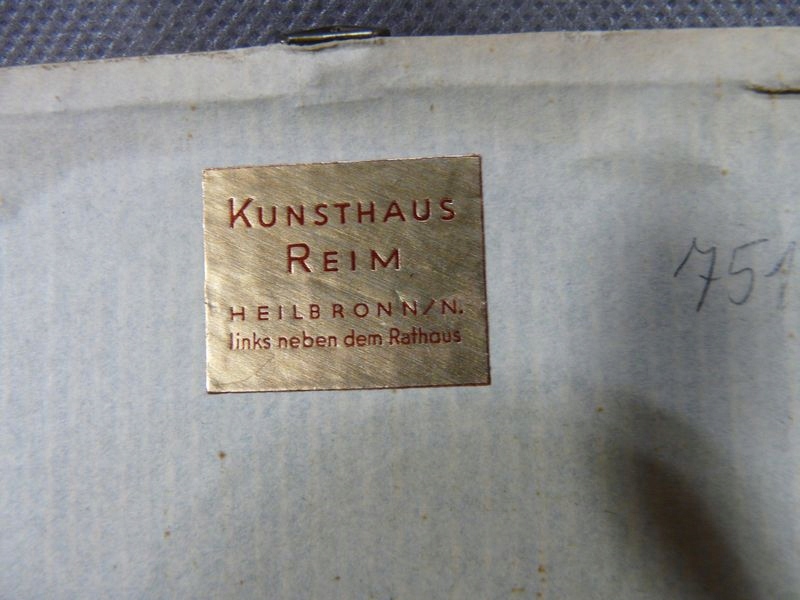 KUNSTHAUS
REIM
HEILBRONN/N.
links neben dem Rathaus
751